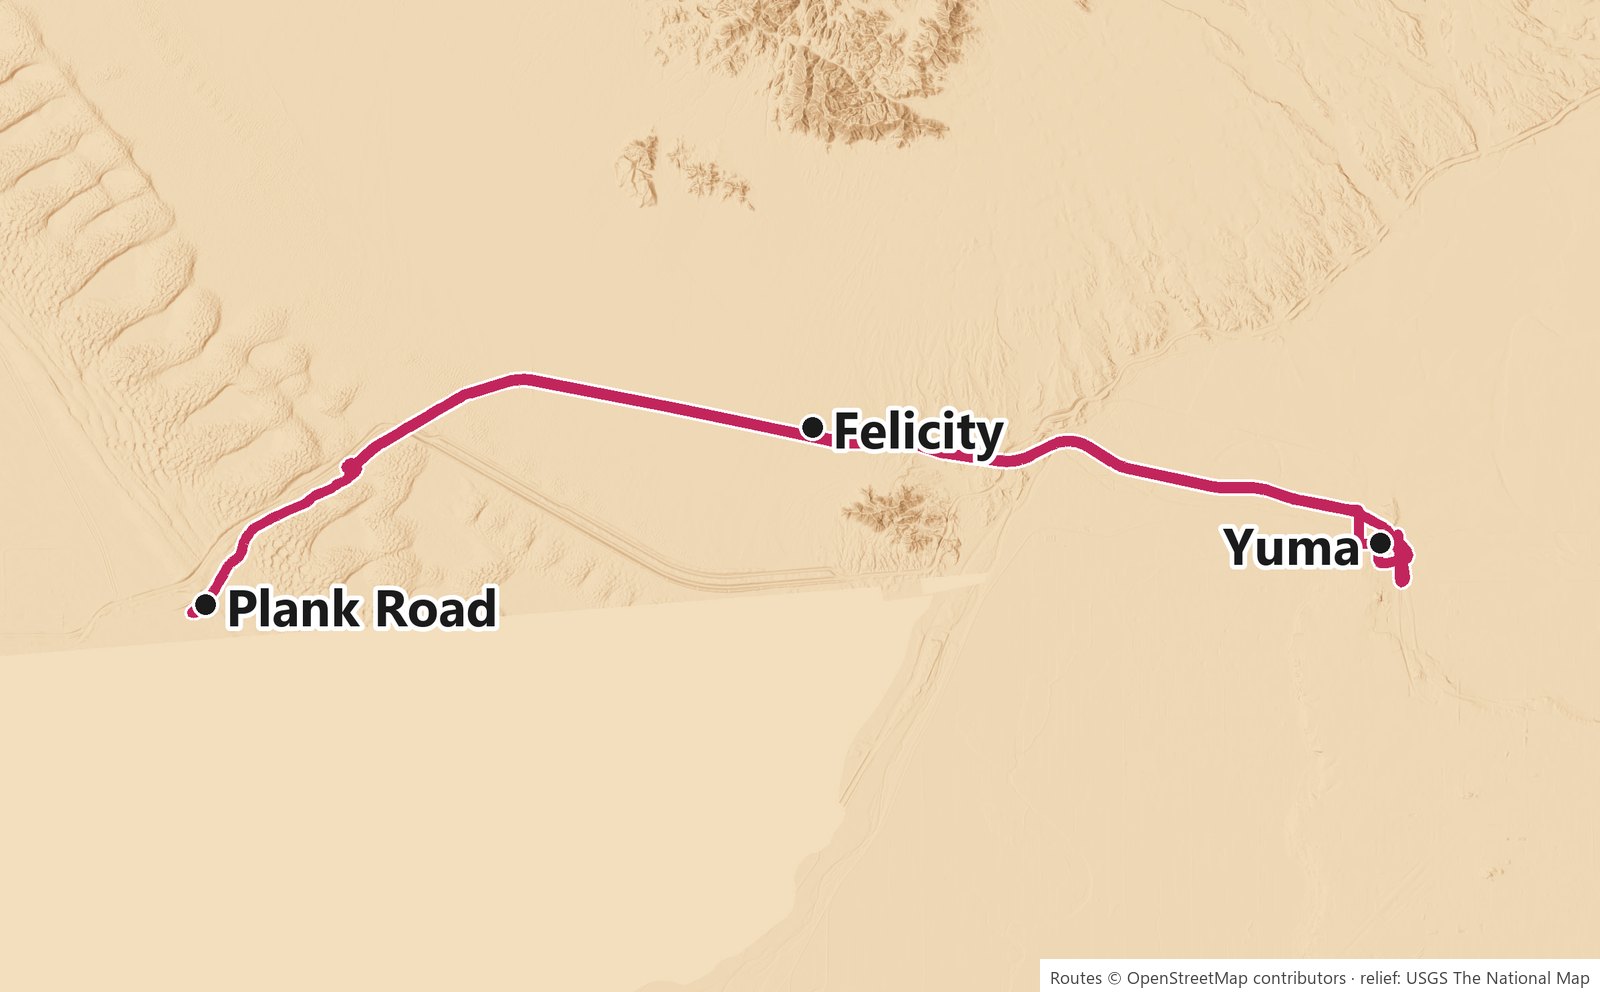 Felicity
Yuma
Plank Road
Routes © OpenStreetMap contributors · relief: USGS The National Map